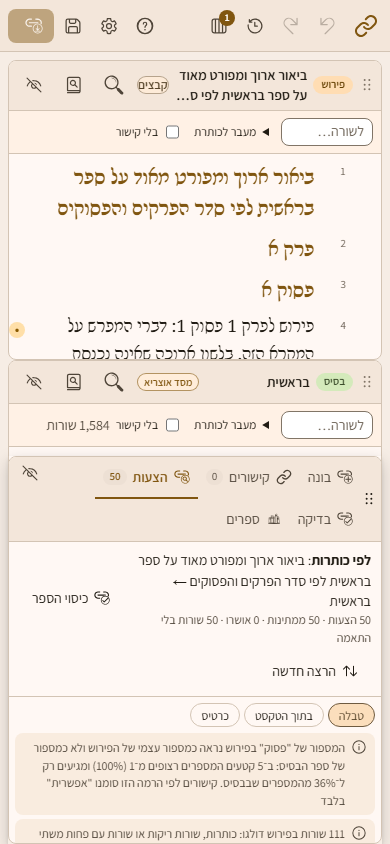 1
פירוש
ביאור ארוך ומפורט מאוד
על ספר בראשית לפי ס...
קבצים
לשורה...
מעבר לכותרת
בלי קישור
1
ביאור ארוך ומפורט מאוד על ספר
בראשית לפי סדר הפרקים והפסוקים
2
פרק א
3
פסוק א
4
פירוש לפרק 1 פסוק 1: לדברי המפרש על
המקרא הזה, בלשון ארוכה שאינה נכנסת
בסיס
בראשית
מסד אוצריא
לשורה...
מעבר לכותרת
בלי קישור
1,584 שורות
בונה
קישורים
0
הצעות
50
בדיקה
ספרים
לפי כותרות: ביאור ארוך ומפורט מאוד על ספר
בראשית לפי סדר הפרקים והפסוקים ←
בראשית
50 הצעות · 50 ממתינות · 0 אושרו · 50 שורות בלי
התאמה
כיסוי הספר
הרצה חדשה
טבלה
בתוך הטקסט
כרטיס
המספור של "פסוק" בפירוש נראה כמספור עצמי של הפירוש ולא כמספור
של ספר הבסיס: ב־5 קטעים המספרים רצופים מ־1 (100%) ומגיעים רק
ל־36% מהמספרים שבבסיס. קישורים לפי הרמה הזו סומנו "אפשרית"
בלבד
111 שורות בפירוש דולגו: כותרות, שורות ריקות או שורות עם פחות משתי